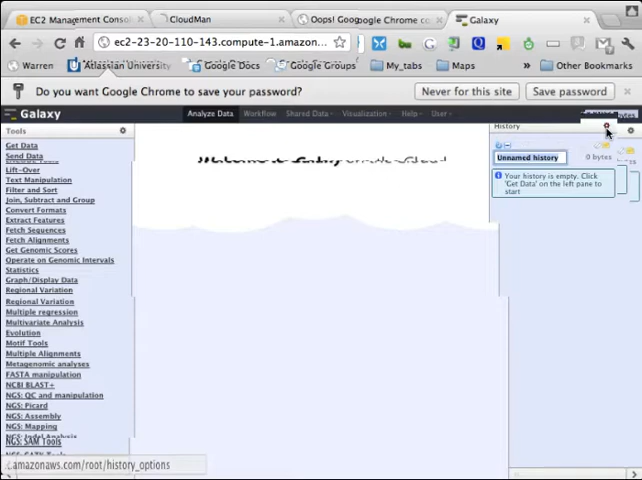 EC2 Management Consol
CloudMan
Oops! Goog
ogle Chrome co
Galaxy
ec2-23-20-110-143.compute-1.amazon...
Warren
Atlassian University
Google Docs
Google Groups
My_tabs
Maps
»
Other Bookmarks
Do you want Google Chrome to save your password?
Never for this site
Save password
Galaxy
Analyze Data
Workflow
Shared Data
Visualization
Help
User
Tools
Get Data
Send Data
Lift-Over
Text Manipulation
Filter and Sort
Join, Subtract and Group
Convert Formats
Extract Features
Fetch Sequences
Fetch Alignments
Get Genomic Scores
Operate on Genomic Intervals
Statistics
Graph/Display Data
Regional Variation
Regional Variation
Multiple regression
Multivariate Analysis
Evolution
Motif Tools
Multiple Alignments
Metagenomic analyses
FASTA manipulation
NCBI BLAST+
NGS: QC and manipulation
NGS: Picard
NGS: Assembly
NGS: Mapping
NGS: Indel Analysis
NGS: SAM Tools
.amazonaws.com/root/history_options
History
Unnamed history
0 bytes
Your history is empty. Click
'Get Data' on the left pane to
start